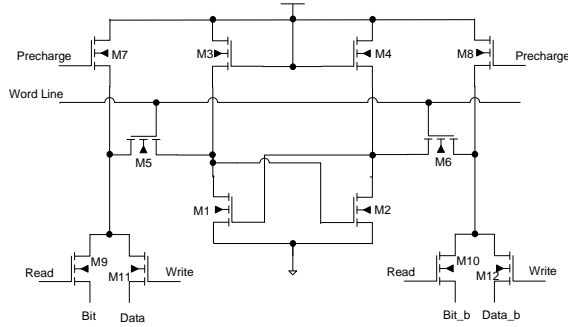 M7
M3
M4
M8
Precharge
Precharge
Word Line
M5
M6
M1
M2
M9
M11
M10
M12
Read
Write
Read
Write
Bit
Data
Bit_b
Data_b